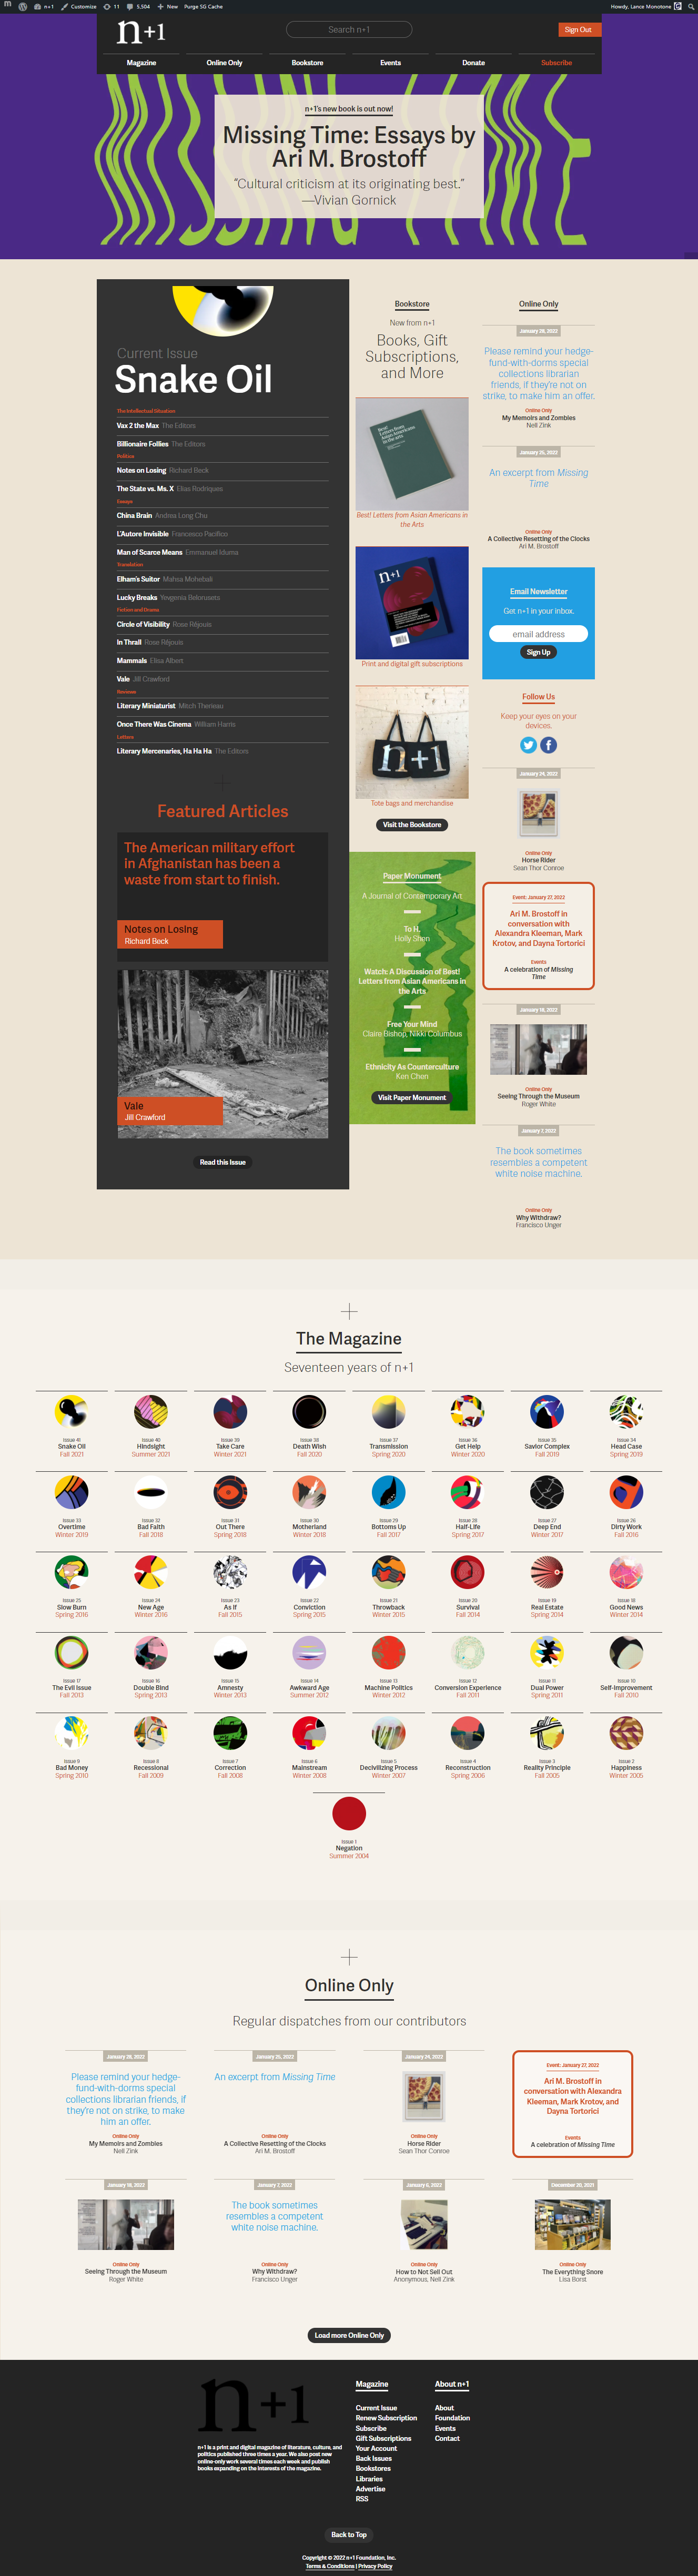 n+1
Customize
11
5,504
New
Purge SG Cache
Howdy, Lance Monotone
n+1
Search n+1
Sign Out
Magazine
Online Only
Bookstore
Events
Donate
Subscribe
n+1's new book is out now!
Missing Time: Essays by
Ari M. Brostoff
"Cultural criticism at its originating best."
—Vivian Gornick
Current Issue
Snake Oil
The Intellectual Situation
Vax 2 the Max The Editors
Billionaire Follies The Editors
Politics
Notes on Losing Richard Beck
The State vs. Ms. X Elias Rodriques
Essays
China Brain Andrea Long Chu
L'Autore Invisibile Francesco Pacifico
Man of Scarce Means Emmanuel Iduma
Translation
Elham's Suitor Mahsa Mohebali
Lucky Breaks Yevgenia Belorusets
Fiction and Drama
Circle of Visibility Rose Réjouis
In Thrall Rose Réjouis
Mammals Elisa Albert
Vale Jill Crawford
Reviews
Literary Miniaturist Mitch Therieau
Once There Was Cinema William Harris
Letters
Literary Mercenaries, Ha Ha Ha The Editors
Featured Articles
The American military effort
in Afghanistan has been a
waste from start to finish.
Notes on Losing
Richard Beck
Vale
Jill Crawford
Read this Issue
Bookstore
New from n+1
Books, Gift
Subscriptions,
and More
Best!
Letters from
Asian Americans
in the arts
Best! Letters from Asian Americans in
the Arts
n+1
Print and digital gift subscriptions
n+1
Tote bags and merchandise
Visit the Bookstore
Paper Monument
A Journal of Contemporary Art
To H.
Holly Shen
Watch: A Discussion of Best!
Letters from Asian Americans in
the Arts
Free Your Mind
Claire Bishop, Nikki Columbus
Ethnicity As Counterculture
Ken Chen
Visit Paper Monument
Online Only
January 28, 2022
Please remind your hedge-
fund-with-dorms special
collections librarian
friends, if they're not on
strike, to make him an offer.
Online Only
My Memoirs and Zombies
Nell Zink
January 25, 2022
An excerpt from Missing
Time
Online Only
A Collective Resetting of the Clocks
Ari M. Brostoff
Email Newsletter
Get n+1 in your inbox.
email address
Sign Up
Follow Us
Keep your eyes on your
devices.
January 24, 2022
Online Only
Horse Rider
Sean Thor Conroe
Event: January 27, 2022
Ari M. Brostoff in
conversation with
Alexandra Kleeman, Mark
Krotov, and Dayna Tortorici
Events
A celebration of Missing
Time
January 19, 2022
Online Only
Seeing Through the Museum
Roger White
January 7, 2022
The book sometimes
resembles a competent
white noise machine.
Online Only
Why Withdraw?
Francisco Unger
The Magazine
Seventeen years of n+1
Issue 41
Snake Oil
Fall 2021
Issue 40
Hindsight
Summer 2021
Issue 39
Take Care
Winter 2021
Issue 38
Death Wish
Fall 2020
Issue 37
Transmission
Spring 2020
Issue 36
Get Help
Winter 2020
Issue 35
Savior Complex
Fall 2019
Issue 34
Head Case
Spring 2019
Issue 33
Overtime
Winter 2019
Issue 32
Bad Faith
Fall 2018
Issue 31
Out There
Spring 2018
Issue 30
Motherland
Winter 2018
Issue 29
Bottoms Up
Fall 2017
Issue 28
Half-Life
Spring 2017
Issue 27
Deep End
Winter 2017
Issue 26
Dirty Work
Fall 2016
Issue 25
Slow Burn
Spring 2016
Issue 24
New Age
Winter 2016
Issue 23
As If
Fall 2015
Issue 22
Conviction
Spring 2015
Issue 21
Throwback
Winter 2015
Issue 20
Survival
Fall 2014
Issue 19
Real Estate
Spring 2014
Issue 18
Good News
Winter 2014
Issue 17
The Evil Issue
Fall 2013
Issue 16
Double Bind
Spring 2013
Issue 15
Amnesty
Winter 2013
Issue 14
Awkward Age
Summer 2012
Issue 13
Machine Politics
Winter 2012
Issue 12
Conversion Experience
Fall 2011
Issue 11
Dual Power
Spring 2011
Issue 10
Self-Improvement
Fall 2010
Issue 9
Bad Money
Spring 2010
Issue 8
Recessional
Fall 2009
Issue 7
Correction
Fall 2008
Issue 6
Mainstream
Winter 2008
Issue 5
Decivilizing Process
Winter 2007
Issue 4
Reconstruction
Spring 2006
Issue 3
Reality Principle
Fall 2005
Issue 2
Happiness
Winter 2005
Issue 1
Negation
Summer 2004
Online Only
Regular dispatches from our contributors
January 28, 2022
Please remind your hedge-
fund-with-dorms special
collections librarian friends, if
they're not on strike, to make
him an offer.
Online Only
My Memoirs and Zombies
Nell Zink
January 25, 2022
An excerpt from Missing Time
Online Only
A Collective Resetting of the Clocks
Ari M. Brostoff
January 24, 2022
Online Only
Horse Rider
Sean Thor Conroe
Event: January 27, 2022
Ari M. Brostoff in
conversation with Alexandra
Kleeman, Mark Krotov, and
Dayna Tortorici
Events
A celebration of Missing Time
January 19, 2022
Online Only
Seeing Through the Museum
Roger White
January 7, 2022
The book sometimes
resembles a competent
white noise machine.
Online Only
Why Withdraw?
Francisco Unger
January 6, 2022
Online Only
How to Not Sell Out
Anonymous, Nell Zink
December 20, 2021
Online Only
The Everything Snore
Lisa Borst
Load more Online Only
n+1
n+1 is a print and digital magazine of literature, culture, and
politics published three times a year. We also post new
online-only work several times each week and publish
books expanding on the interests of the magazine.
Magazine
Current Issue
Renew Subscription
Subscribe
Gift Subscriptions
Your Account
Back Issues
Bookstores
Libraries
Advertise
RSS
About n+1
About
Foundation
Events
Contact
Back to Top
Copyright © 2022 n+1 Foundation, Inc.
Terms & Conditions | Privacy Policy